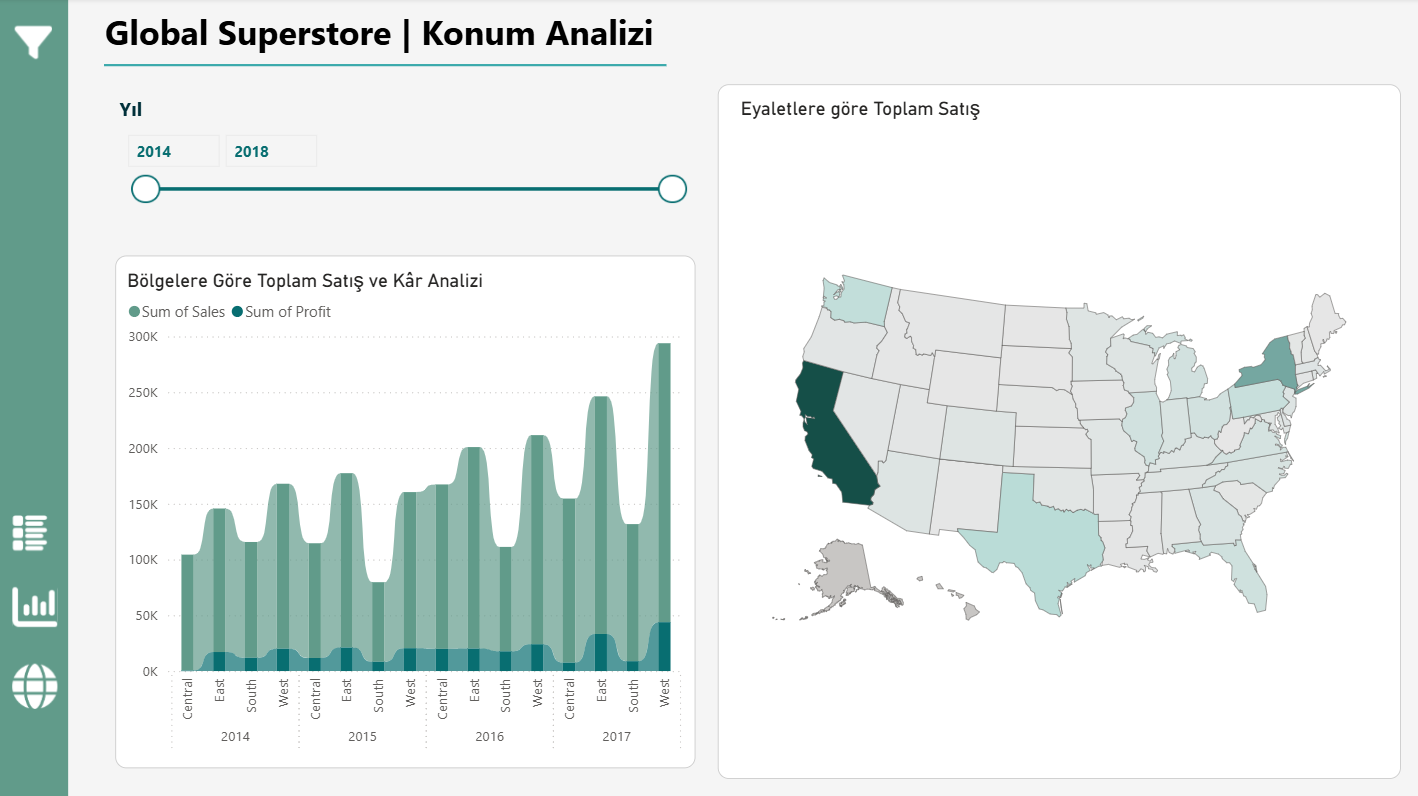 Global Superstore | Konum Analizi
Yıl
2014 2018
Bölgelere Göre Toplam Satış ve Kâr Analizi
Sum of Sales Sum of Profit
300K
250K
200K
150K
100K
50K
0K
Central East South West Central East South West Central East South West Central East South West
2014 2015 2016 2017
Eyaletlere göre Toplam Satış